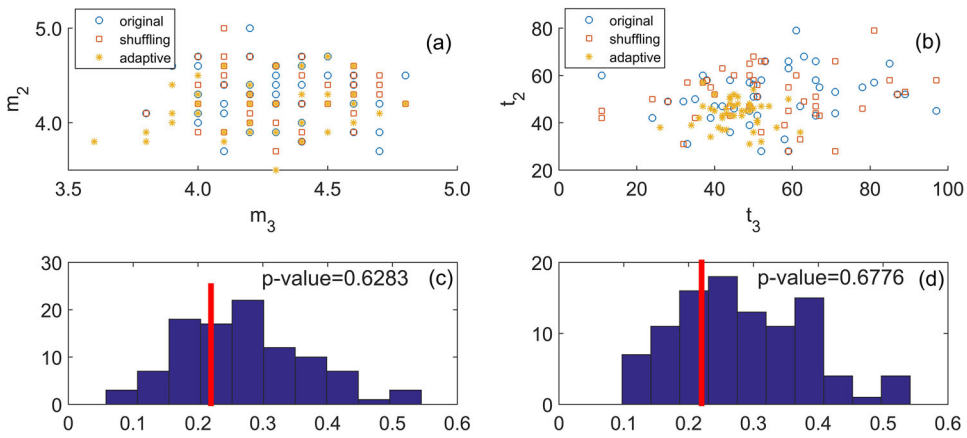 5.0
4.0
m2
original
shuffling
adaptive
(a)
3.5 4.0 4.5 5.0
m3
80
60
40
20
t2
original
shuffling
adaptive
(b)
0 20 40 60 80 100
t3
30
20
10
0
p-value=0.6283
(c)
0 0.1 0.2 0.3 0.4 0.5 0.6
20
10
0
p-value=0.6776
(d)
0 0.1 0.2 0.3 0.4 0.5 0.6